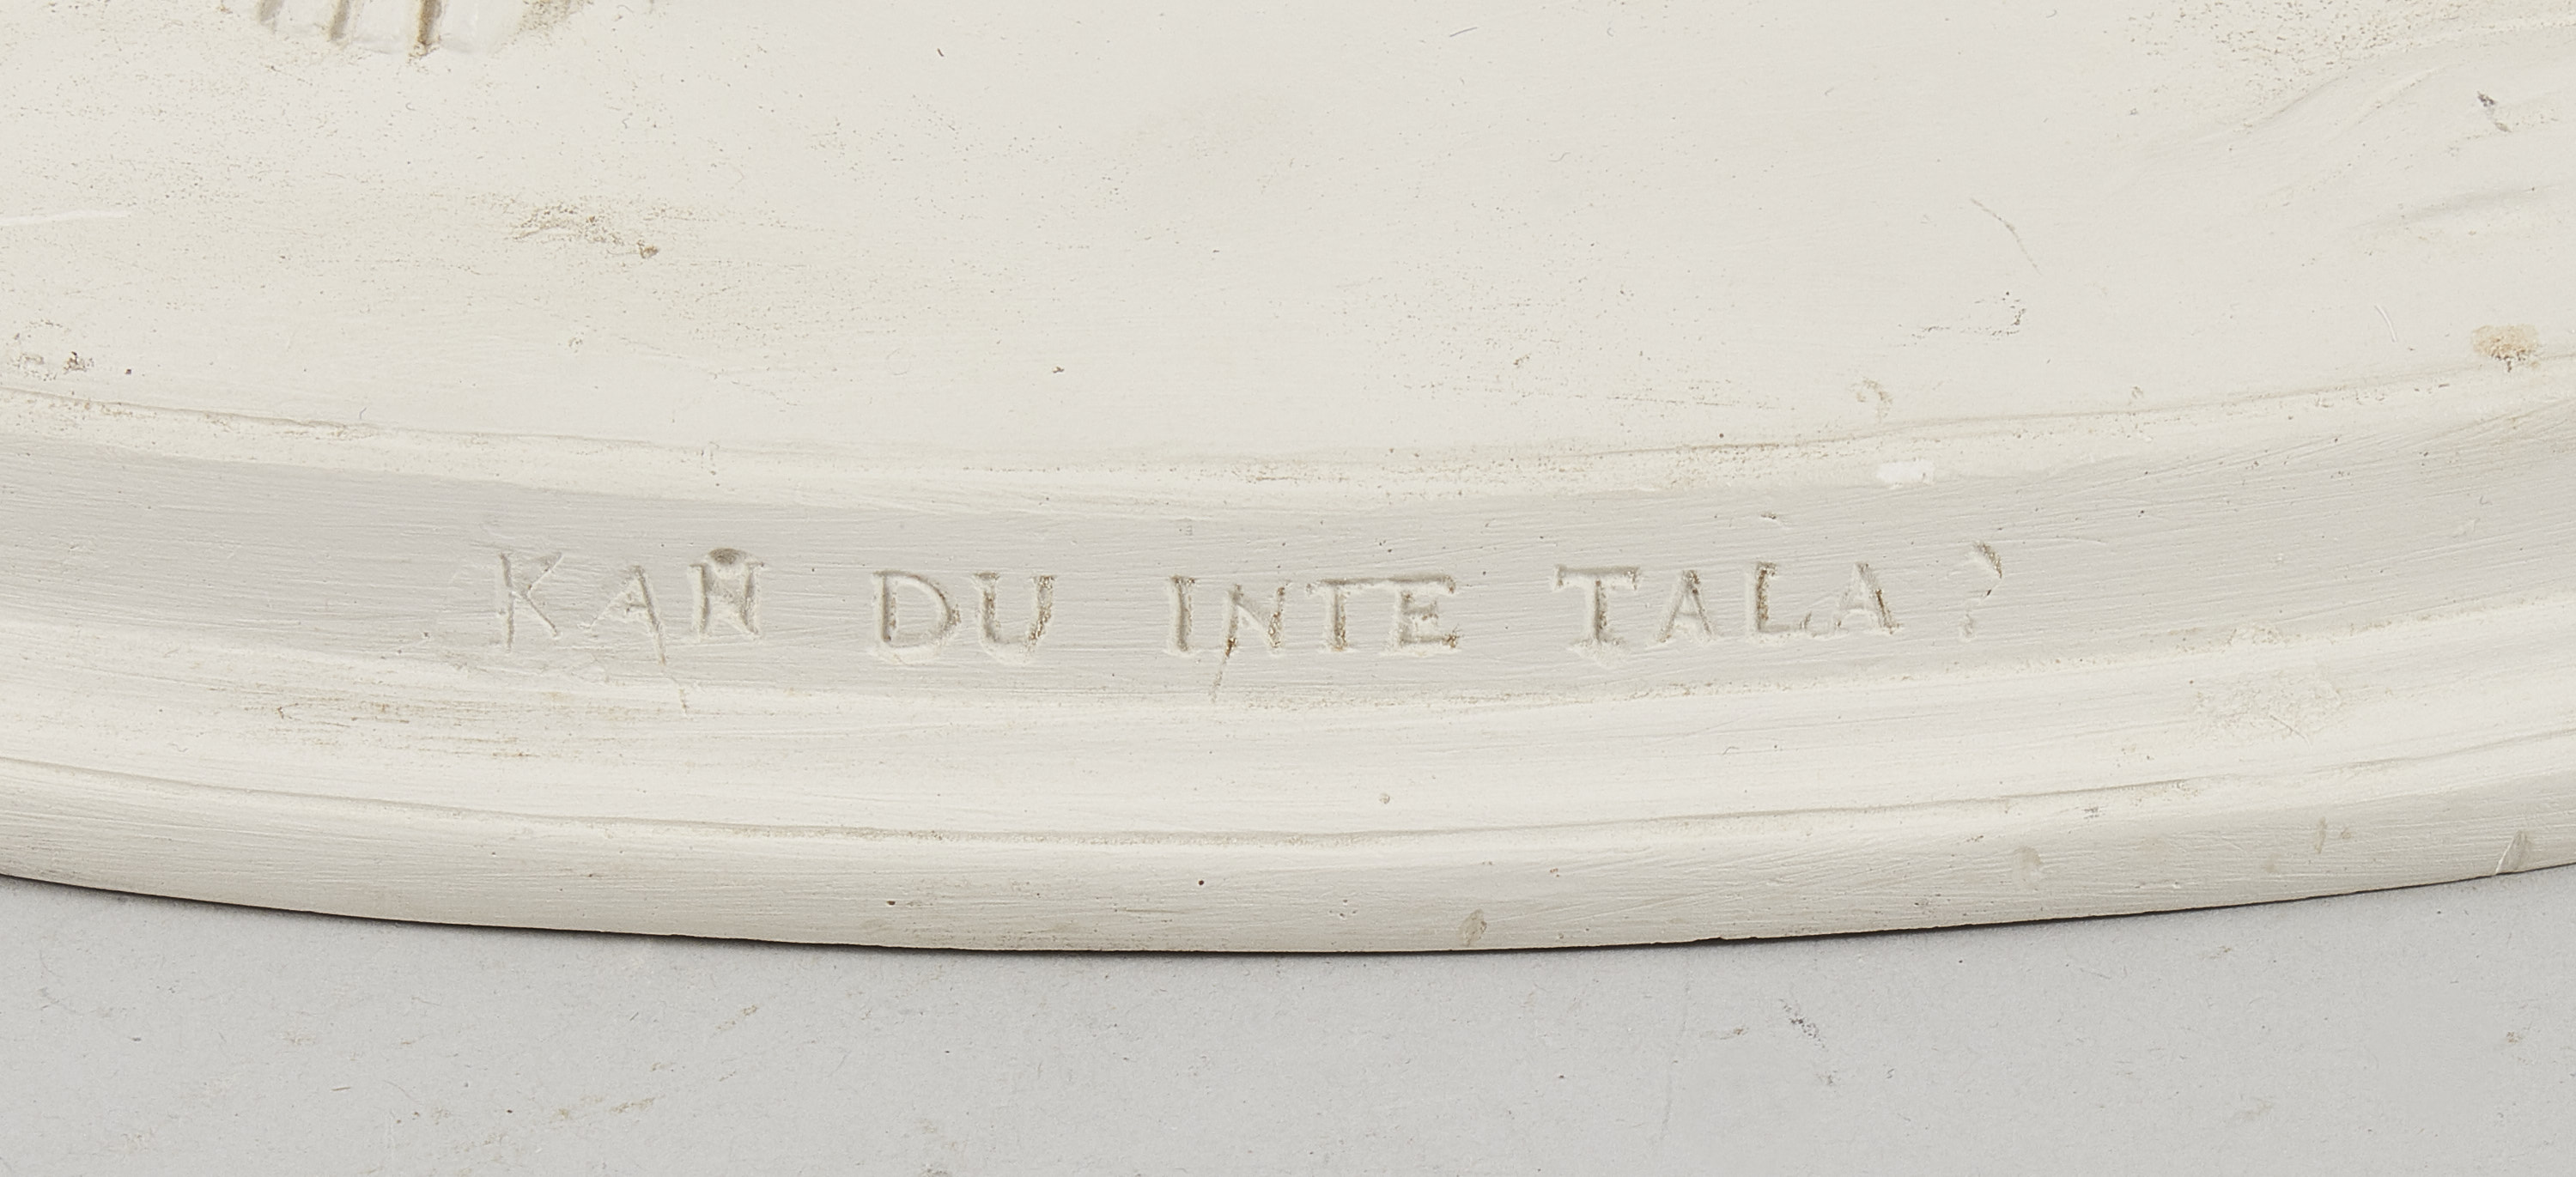 KAN DU INTE TALA?